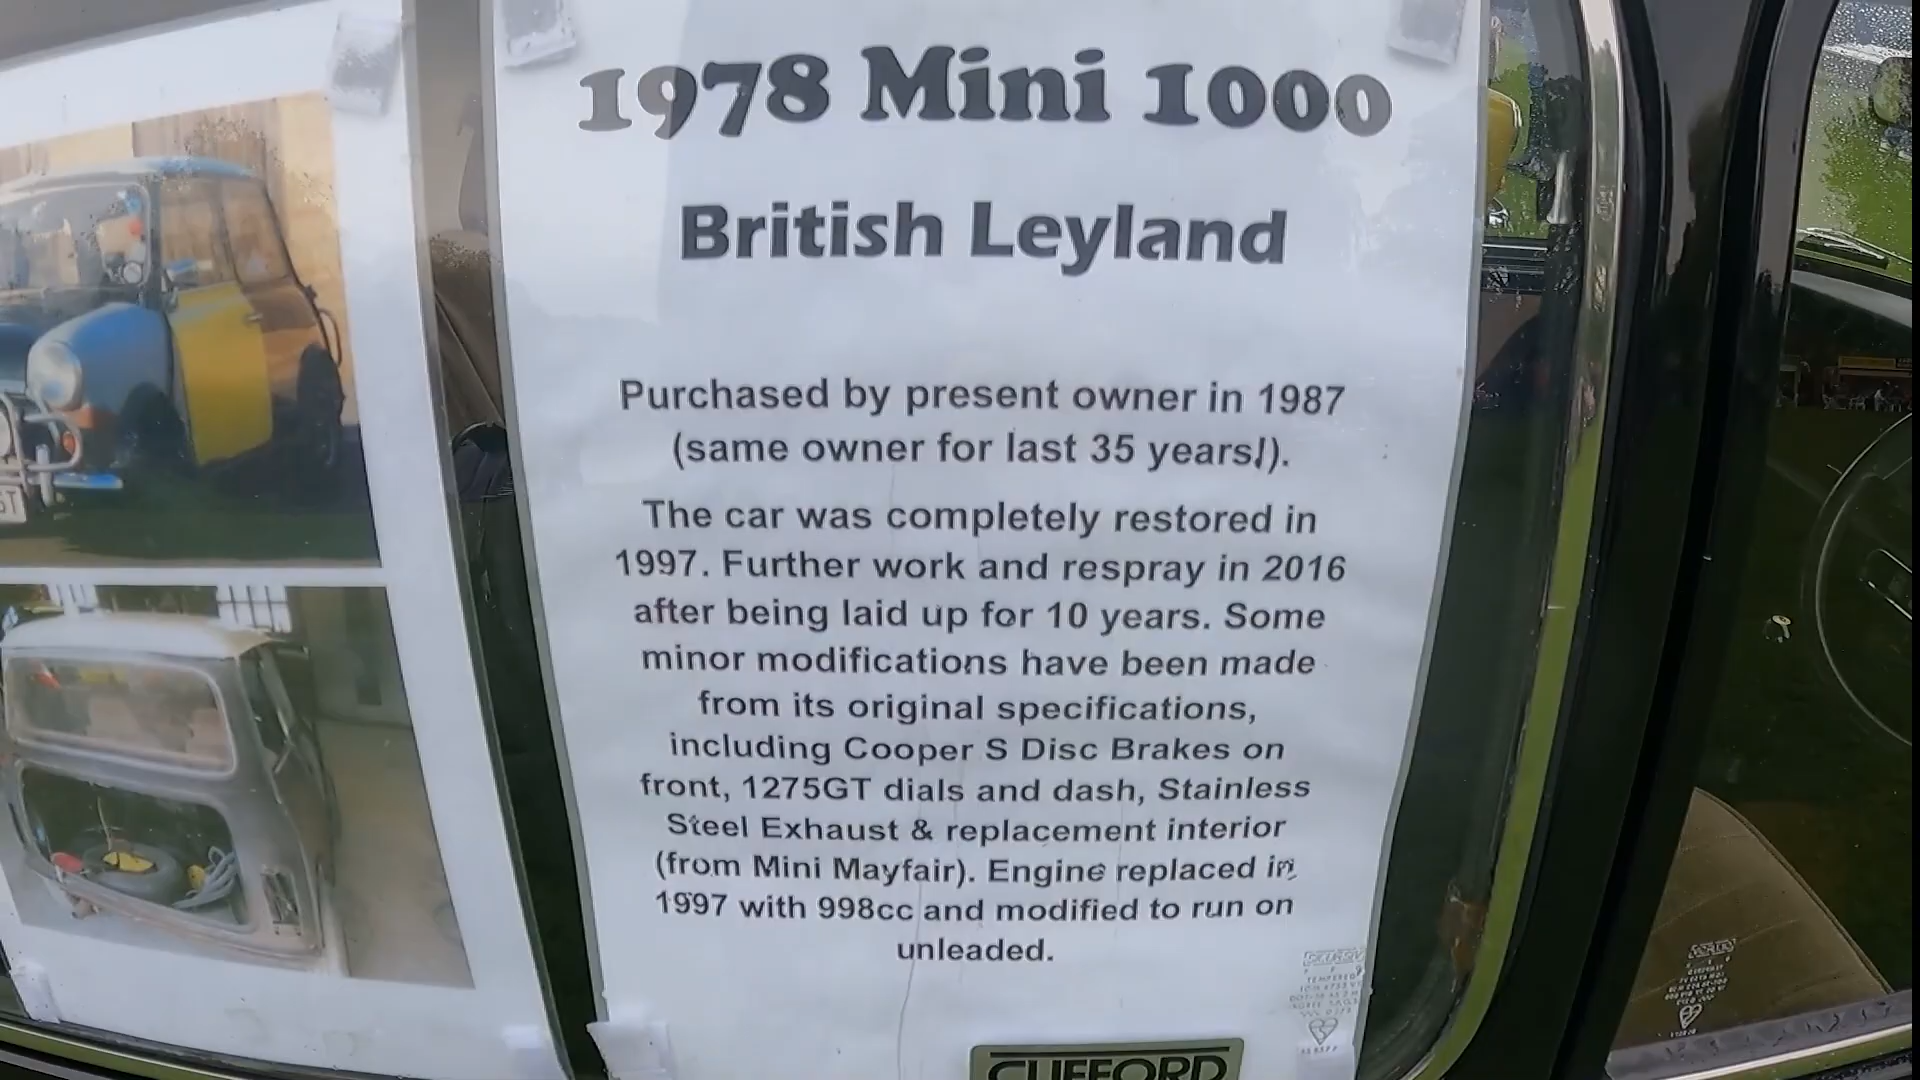 1978 Mini 1000
British Leyland
Purchased by present owner in 1987
(same owner for last 35 years!).
The car was completely restored in
1997. Further work and respray in 2016
after being laid up for 10 years. Some
minor modifications have been made
from its original specifications,
including Cooper S Disc Brakes on
front, 1275GT dials and dash, Stainless
Steel Exhaust & replacement interior
(from Mini Mayfair). Engine replaced in
1997 with 998cc and modified to run on
unleaded.
CLIFFORD